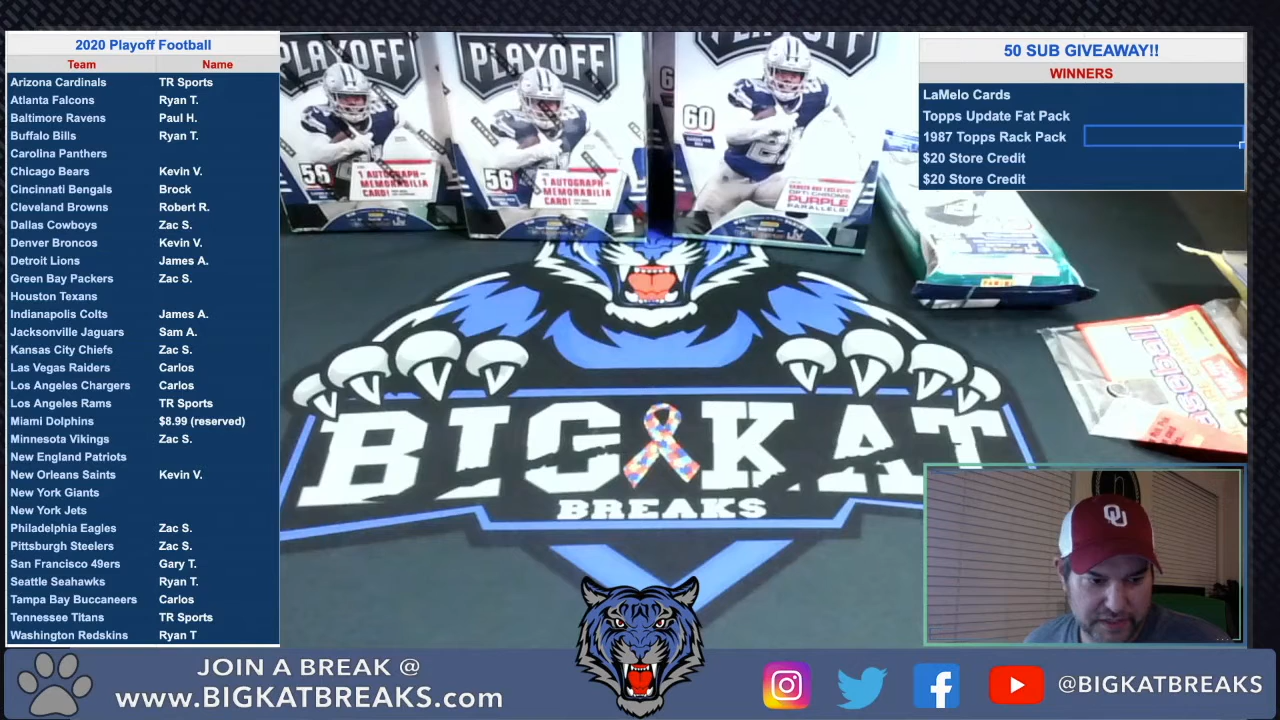 2020 Playoff Football
Team Name
Arizona Cardinals TR Sports
Atlanta Falcons Ryan T.
Baltimore Ravens Paul H.
Buffalo Bills Ryan T.
Carolina Panthers
Chicago Bears Kevin V.
Cincinnati Bengals Brock
Cleveland Browns Robert R.
Dallas Cowboys Zac S.
Denver Broncos Kevin V.
Detroit Lions James A.
Green Bay Packers Zac S.
Houston Texans
Indianapolis Colts James A.
Jacksonville Jaguars Sam A.
Kansas City Chiefs Zac S.
Las Vegas Raiders Carlos
Los Angeles Chargers Carlos
Los Angeles Rams TR Sports
Miami Dolphins $8.99 (reserved)
Minnesota Vikings Zac S.
New England Patriots
New Orleans Saints Kevin V.
New York Giants
New York Jets
Philadelphia Eagles Zac S.
Pittsburgh Steelers Zac S.
San Francisco 49ers Gary T.
Seattle Seahawks Ryan T.
Tampa Bay Buccaneers Carlos
Tennessee Titans TR Sports
Washington Redskins Ryan T
PLAYOFF
56
1 AUTOGRAPH
MEMORABILIA
CARD!
PLAYOFF
56
1 AUTOGRAPH
MEMORABILIA
CARD!
PLAYOFF
60
PURPLE
PARALLELS!
50 SUB GIVEAWAY!!
WINNERS
LaMelo Cards
Topps Update Fat Pack
1987 Topps Rack Pack
$20 Store Credit
$20 Store Credit
PANINI
BIG KAT
BREAKS
OU
JOIN A BREAK @
www.BIGKATBREAKS.com
@BIGKATBREAKS